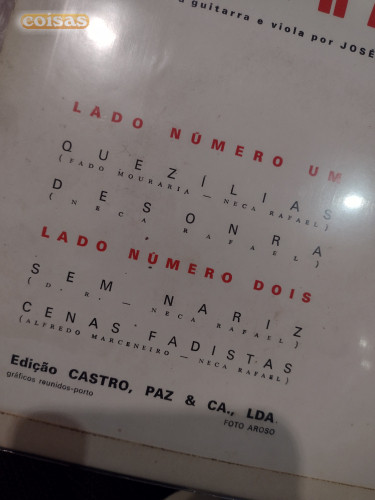 coisas
guitarra e viola por JOSÉ
LADO NÚMERO UM
QUEZÍLIAS
(FADO MOURARIA — NECA RAFAEL)
DESONRA
(NECA RAFAEL)
LADO NÚMERO DOIS
SEM NARIZ
(D.R. — NECA RAFAEL)
CENAS FADISTAS
(ALFREDO MARCENEIRO — NECA RAFAEL)
Edição CASTRO, PAZ & CA., LDA.
gráficos reunidos-porto
FOTO AROSO